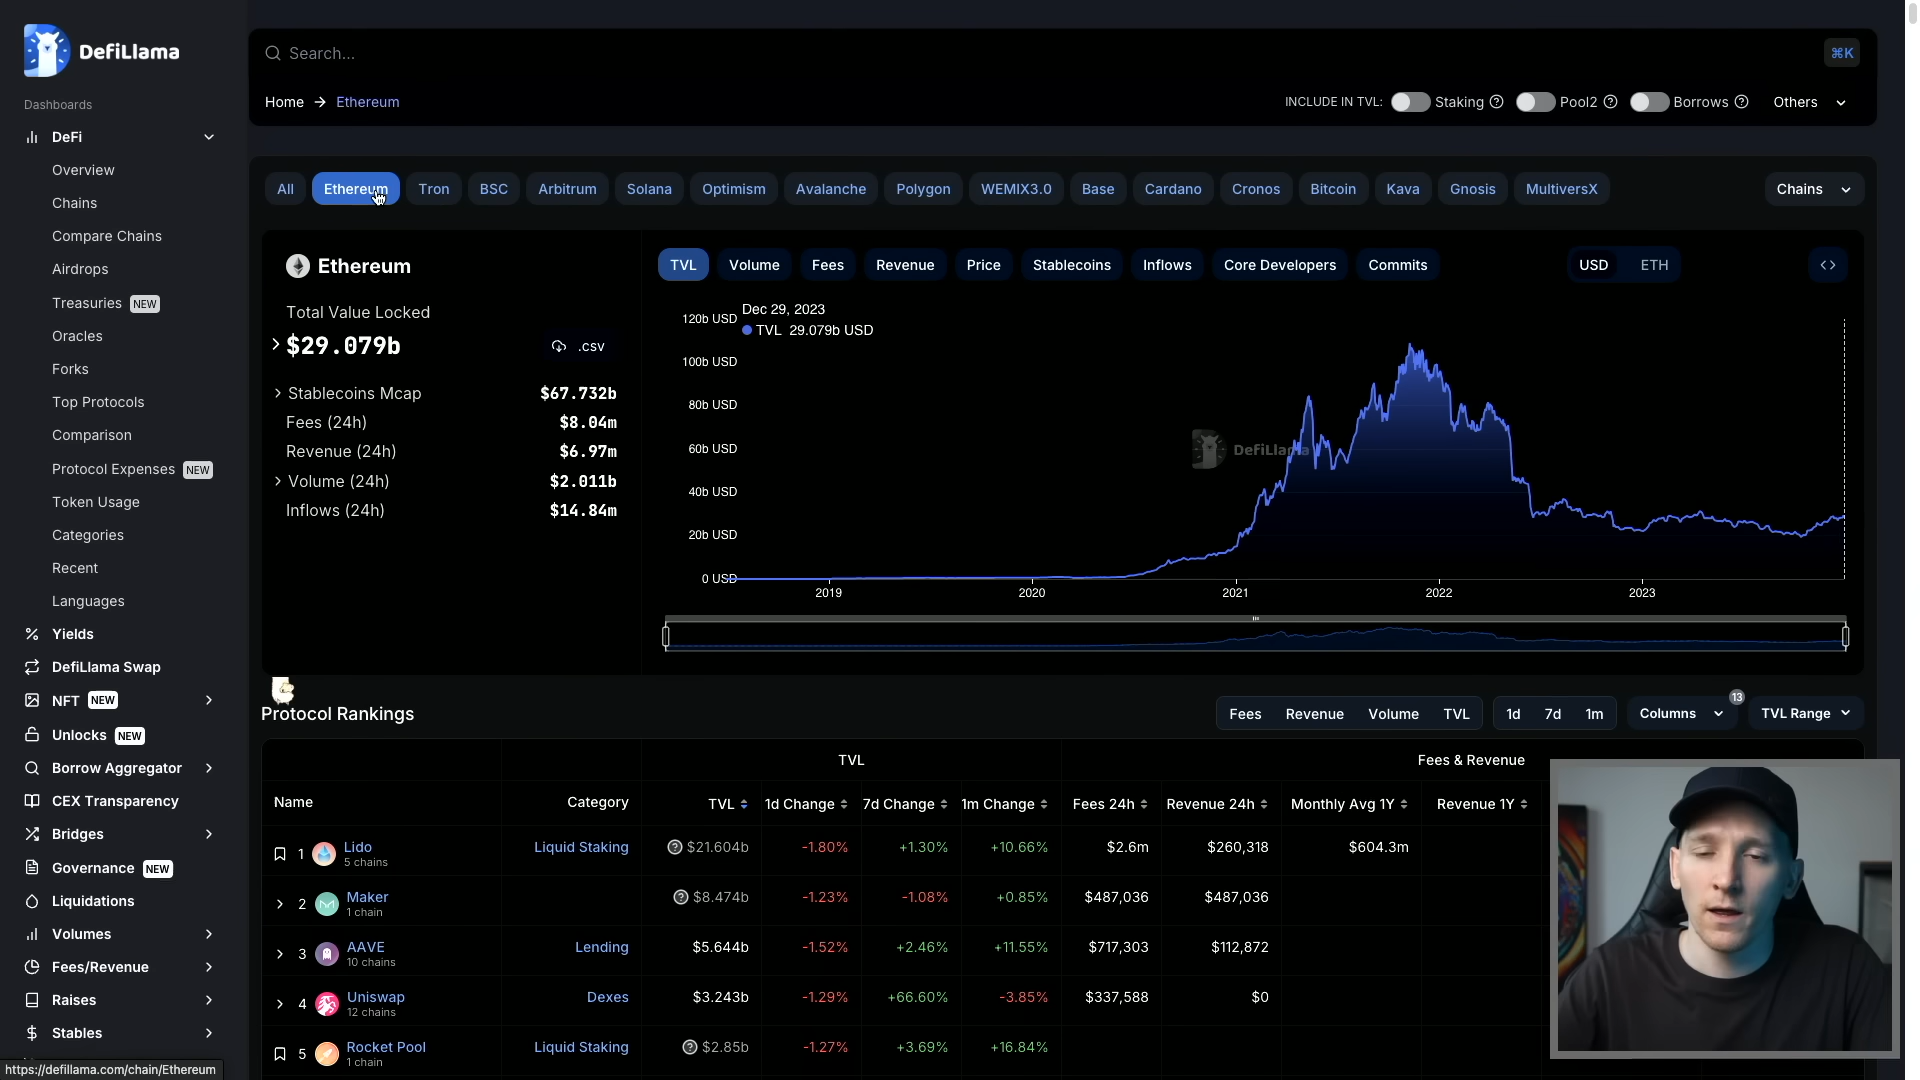 DefiLlama
Search...
⌘K
Home → Ethereum
INCLUDE IN TVL: Staking Pool2 Borrows Others
Dashboards
DeFi
Overview
Chains
Compare Chains
Airdrops
Treasuries NEW
Oracles
Forks
Top Protocols
Comparison
Protocol Expenses NEW
Token Usage
Categories
Recent
Languages
Yields
DefiLlama Swap
NFT NEW
Unlocks NEW
Borrow Aggregator
CEX Transparency
Bridges
Governance NEW
Liquidations
Volumes
Fees/Revenue
Raises
Stables
https://defillama.com/chain/Ethereum
All Ethereum Tron BSC Arbitrum Solana Optimism Avalanche Polygon WEMIX3.0 Base Cardano Cronos Bitcoin Kava Gnosis MultiversX Chains
Ethereum
Total Value Locked
$29.079b .csv
Stablecoins Mcap $67.732b
Fees (24h) $8.04m
Revenue (24h) $6.97m
Volume (24h) $2.011b
Inflows (24h) $14.84m
TVL Volume Fees Revenue Price Stablecoins Inflows Core Developers Commits USD ETH <>
Dec 29, 2023
TVL 29.079b USD
120b USD
100b USD
80b USD
60b USD
40b USD
20b USD
0 USD
DefiLlama
2019 2020 2021 2022 2023
Protocol Rankings
Fees Revenue Volume TVL 1d 7d 1m Columns 13 TVL Range
TVL Fees & Revenue
Name Category TVL 1d Change 7d Change 1m Change Fees 24h Revenue 24h Monthly Avg 1Y Revenue 1Y
1 Lido Liquid Staking $21.604b -1.80% +1.30% +10.66% $2.6m $260,318 $604.3m
5 chains
2 Maker $8.474b -1.23% -1.08% +0.85% $487,036 $487,036
1 chain
3 AAVE Lending $5.644b -1.52% +2.46% +11.55% $717,303 $112,872
10 chains
4 Uniswap Dexes $3.243b -1.29% +66.60% -3.85% $337,588 $0
12 chains
5 Rocket Pool Liquid Staking $2.85b -1.27% +3.69% +16.84%
1 chain